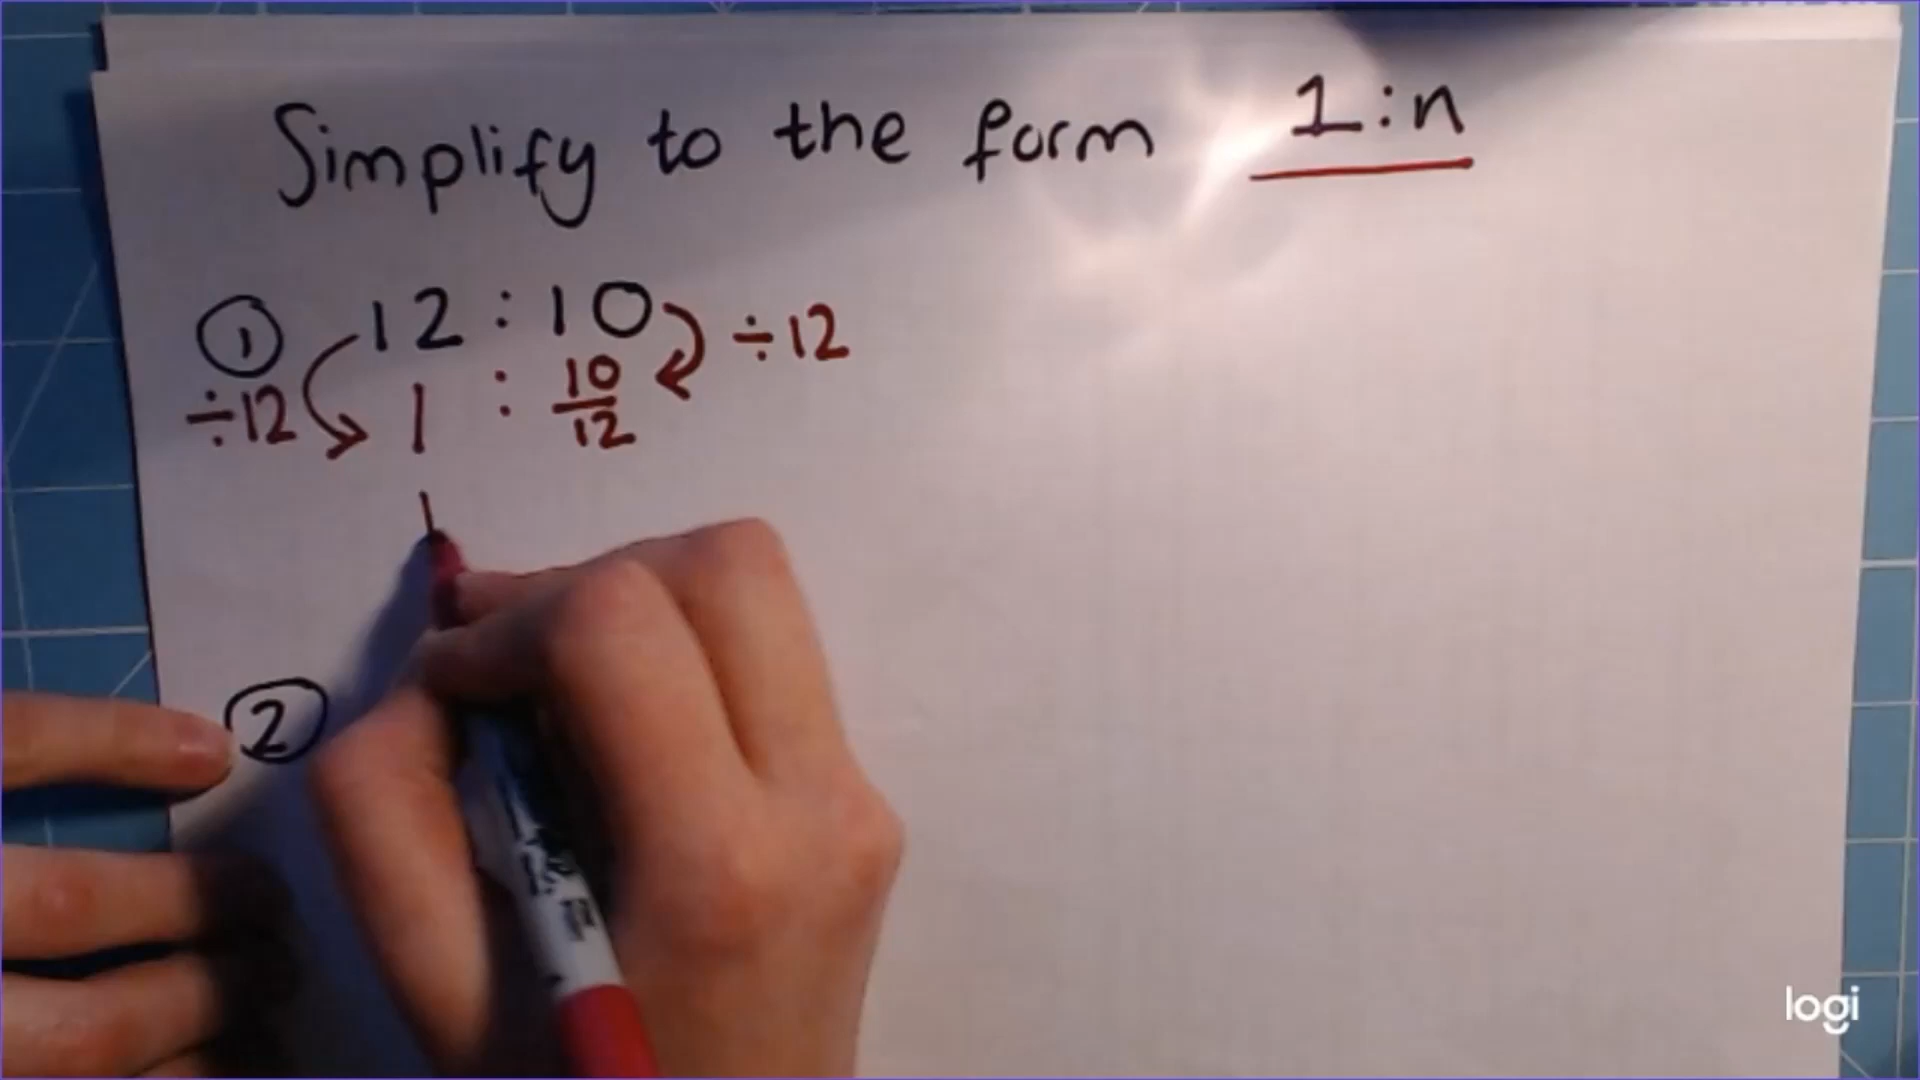 Simplify to the form 1:n
① 12 : 10 ÷12
÷12 1 : 10/12
1
②
logi